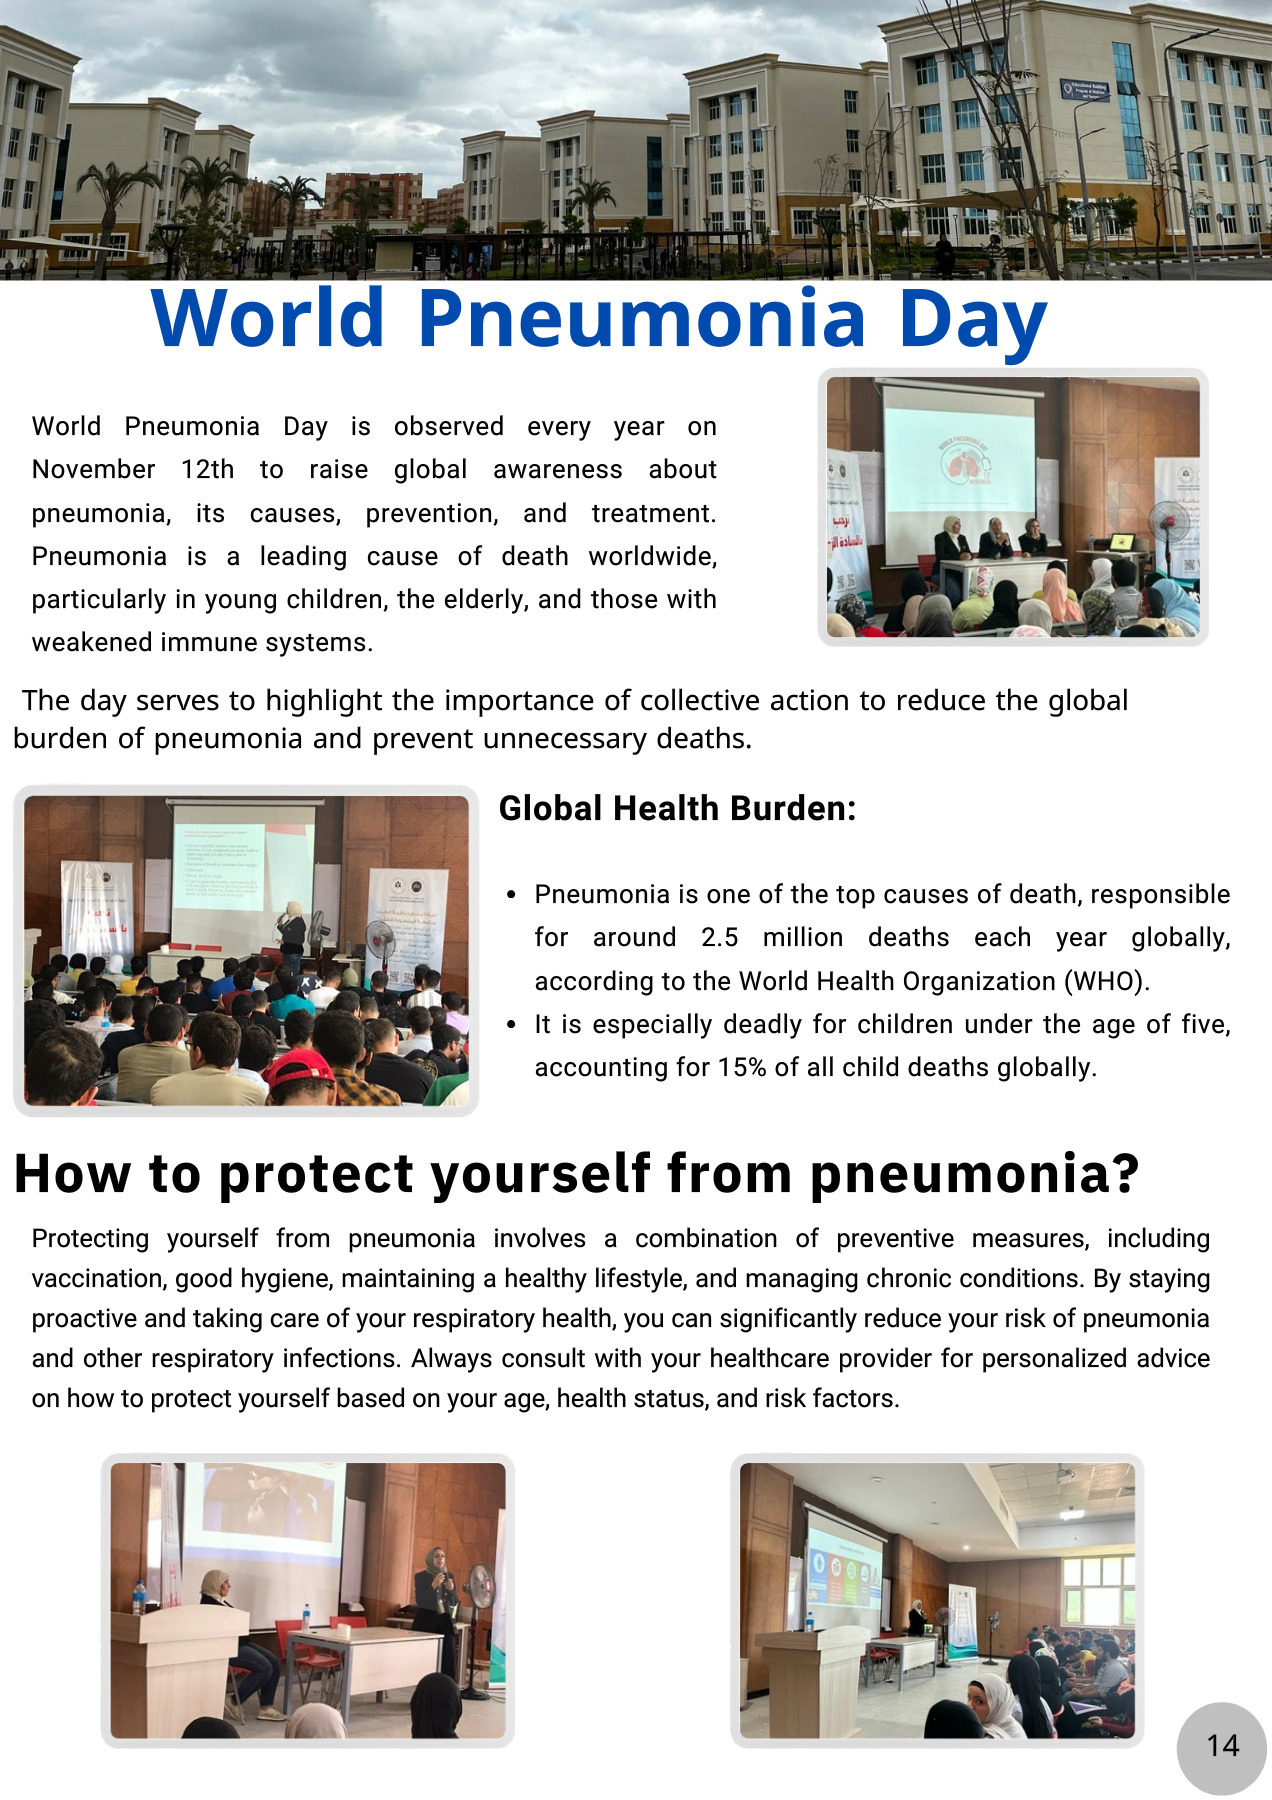 Educational Building
World Pneumonia Day
World Pneumonia Day is observed every year on
November 12th to raise global awareness about
pneumonia, its causes, prevention, and treatment.
Pneumonia is a leading cause of death worldwide,
particularly in young children, the elderly, and those with
weakened immune systems.
WORLD PNEUMONIA DAY
نرحب
The day serves to highlight the importance of collective action to reduce the global
burden of pneumonia and prevent unnecessary deaths.
Global Health Burden:
• Pneumonia is one of the top causes of death, responsible
for around 2.5 million deaths each year globally,
according to the World Health Organization (WHO).
• It is especially deadly for children under the age of five,
accounting for 15% of all child deaths globally.
How to protect yourself from pneumonia?
Protecting yourself from pneumonia involves a combination of preventive measures, including
vaccination, good hygiene, maintaining a healthy lifestyle, and managing chronic conditions. By staying
proactive and taking care of your respiratory health, you can significantly reduce your risk of pneumonia
and other respiratory infections. Always consult with your healthcare provider for personalized advice
on how to protect yourself based on your age, health status, and risk factors.
14